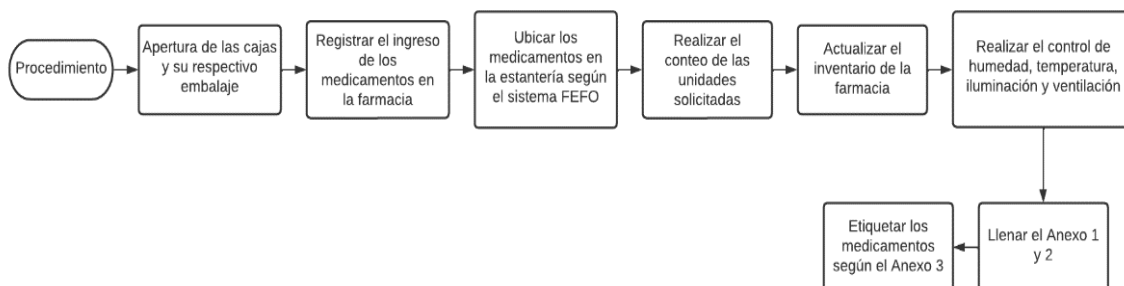 Procedimiento
Apertura de las cajas
y su respectivo
embalaje
Registrar el ingreso
de los
medicamentos en
la farmacia
Ubicar los
medicamentos en
la estantería según
el sistema FEFO
Realizar el
conteo de las
unidades
solicitadas
Actualizar el
inventario de la
farmacia
Realizar el control de
humedad, temperatura,
iluminación y ventilación
Llenar el Anexo 1
y 2
Etiquetar los
medicamentos
según el Anexo 3